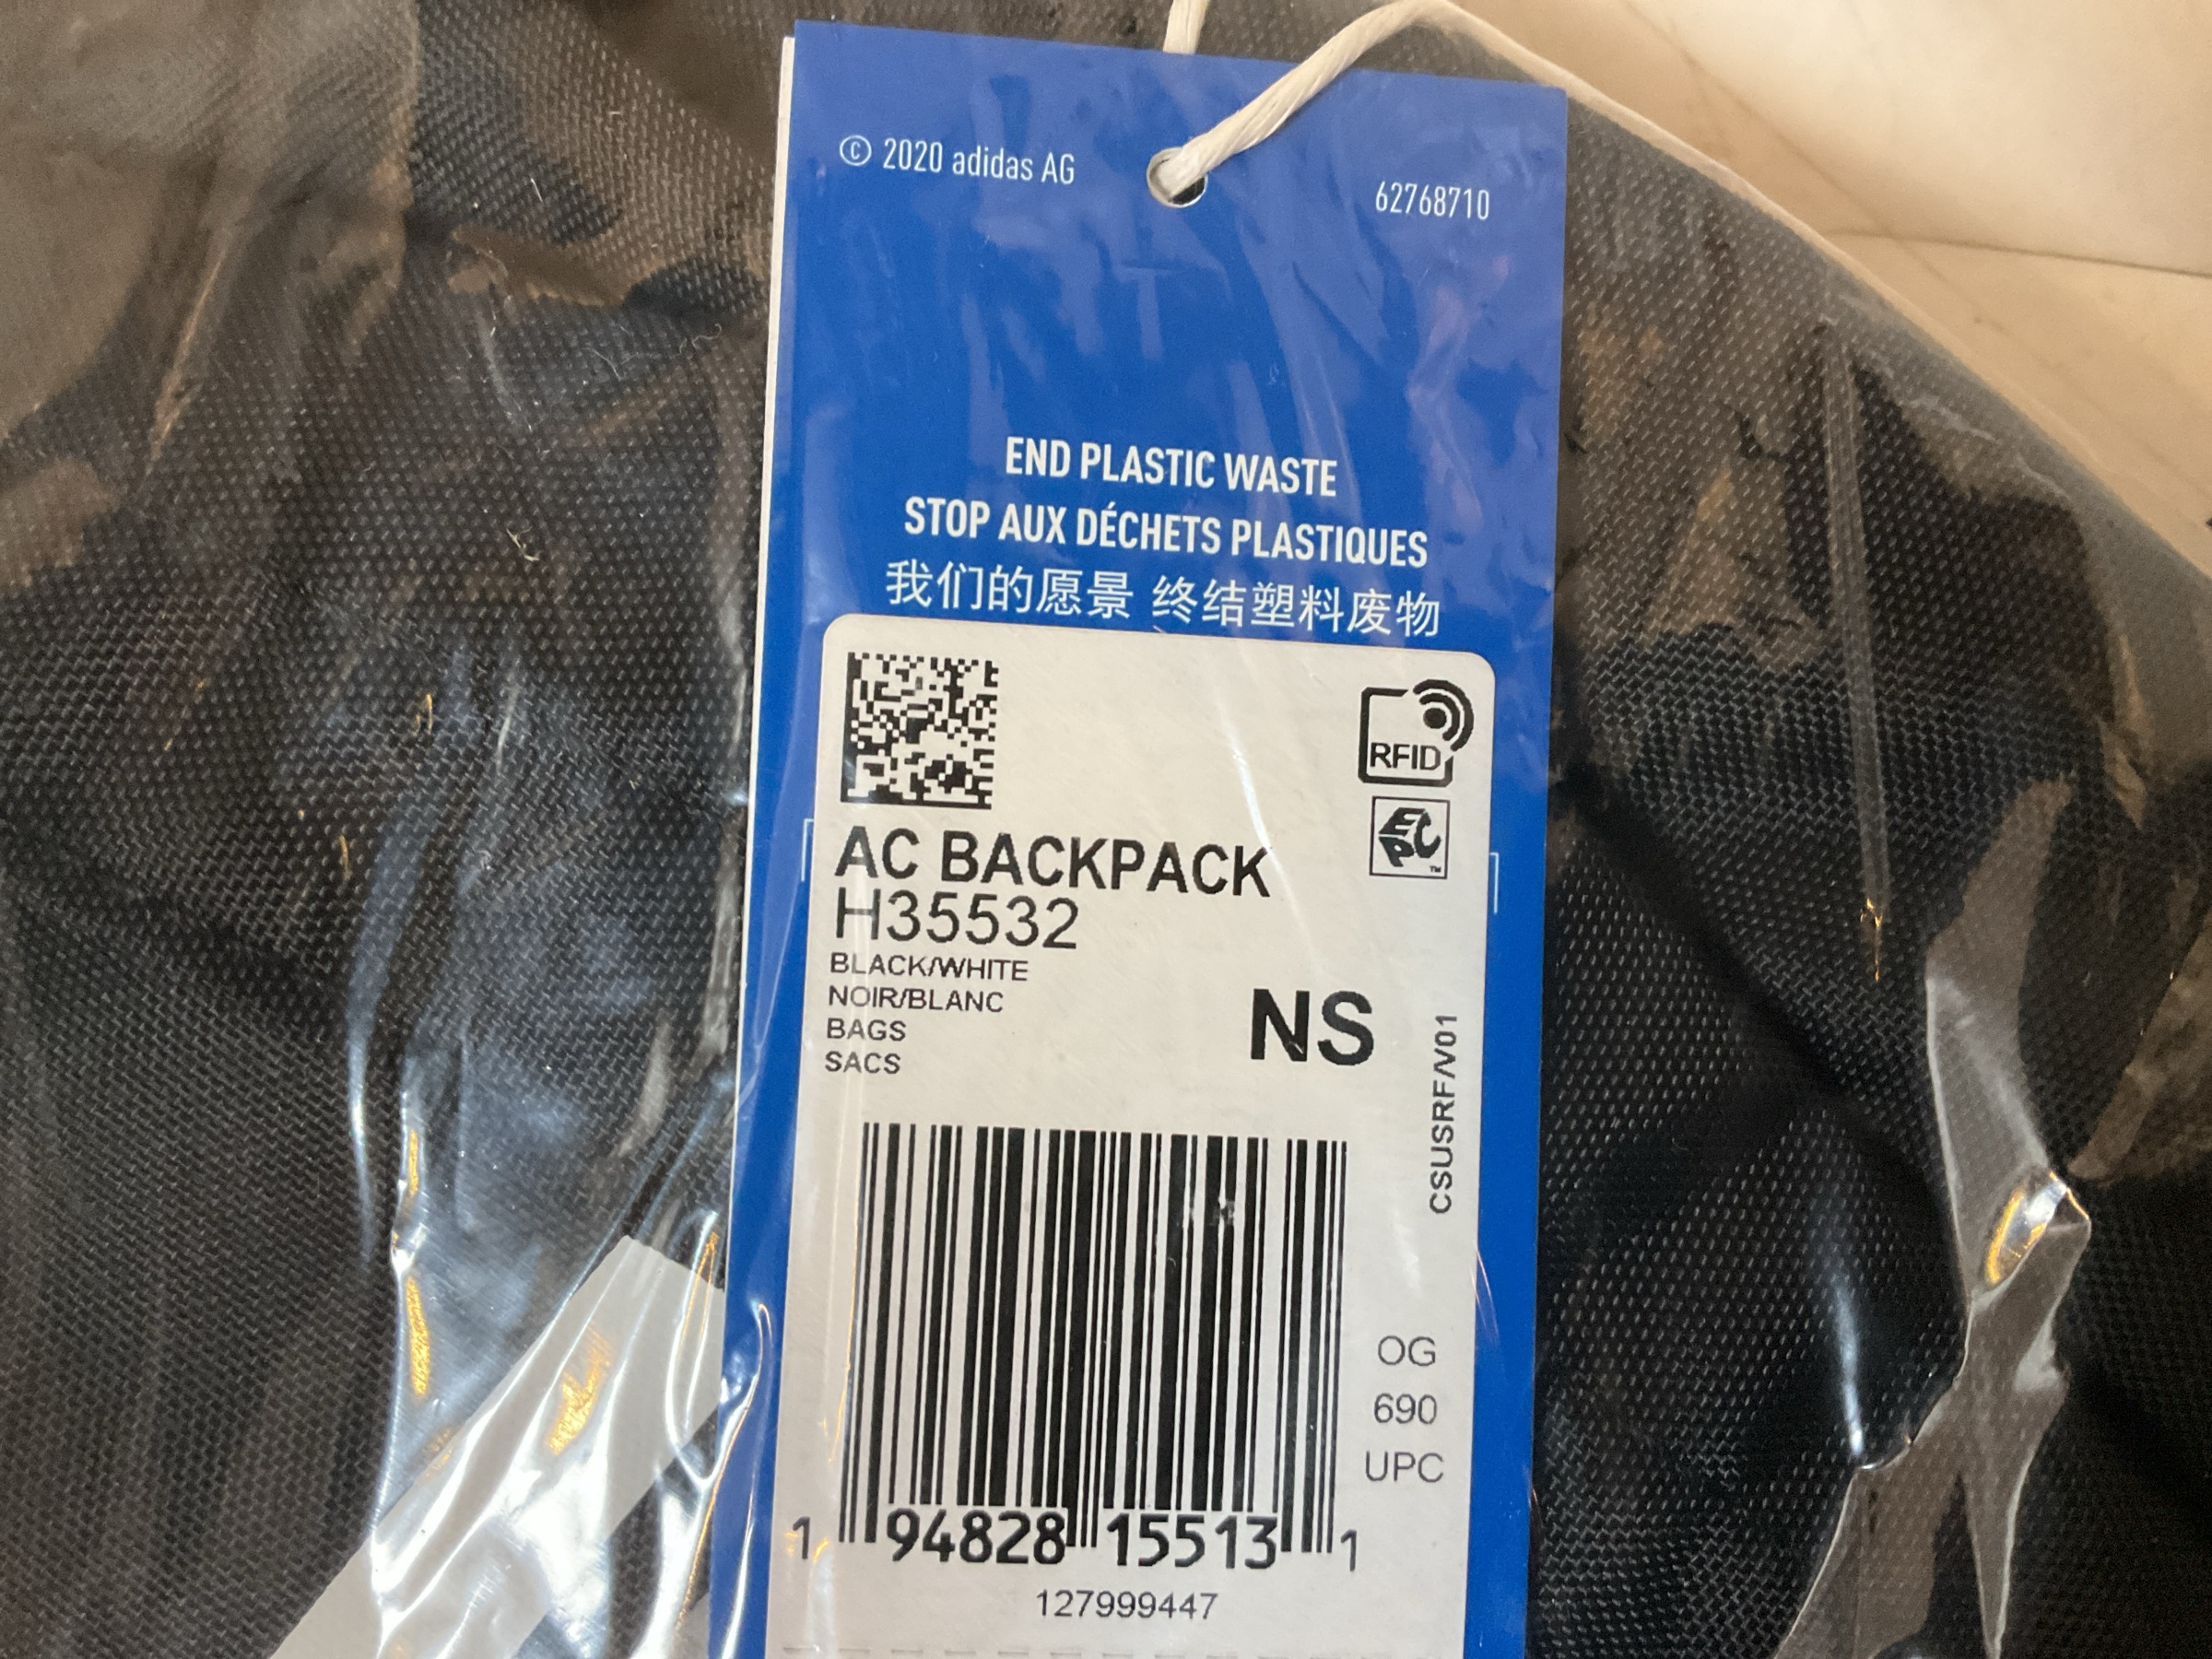 © 2020 adidas AG
62768710
END PLASTIC WASTE
STOP AUX DÉCHETS PLASTIQUES
我们的愿景 终结塑料废物
RFID
EPC™
AC BACKPACK
H35532
BLACK/WHITE
NOIR/BLANC
BAGS
SACS
NS
CSUSRF/V01
OG
690
UPC
1 94828 15513 1
127999447